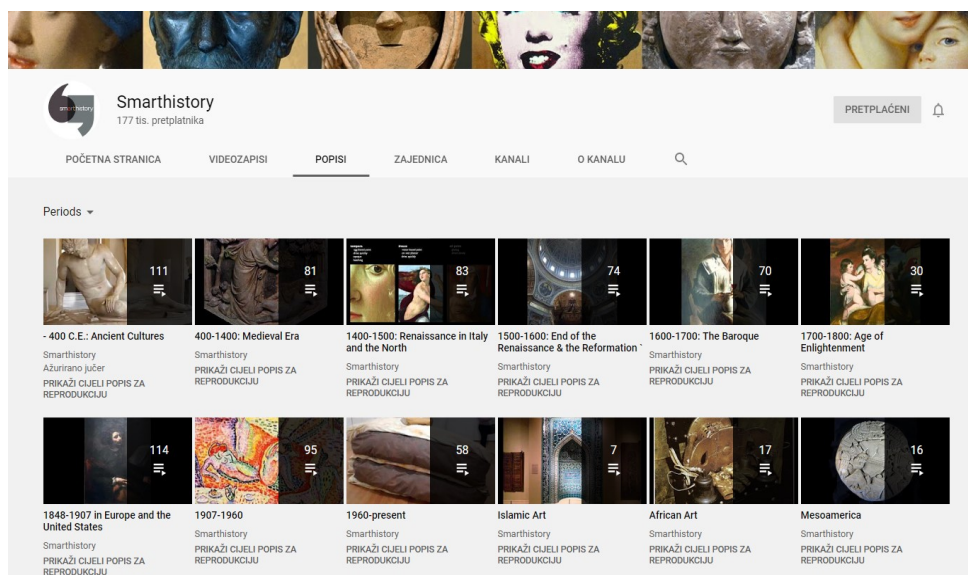 smarthistory
Smarthistory
177 tis. pretplatnika
PRETPLAĆENI
POČETNA STRANICA VIDEOZAPISI POPISI ZAJEDNICA KANALI O KANALU
Periods
111
81
83
74
70
30
- 400 C.E.: Ancient Cultures
Smarthistory
Ažurirano jučer
PRIKAŽI CIJELI POPIS ZA
REPRODUKCIJU
400-1400: Medieval Era
Smarthistory
PRIKAŽI CIJELI POPIS ZA
REPRODUKCIJU
1400-1500: Renaissance in Italy
and the North
Smarthistory
PRIKAŽI CIJELI POPIS ZA
REPRODUKCIJU
1500-1600: End of the
Renaissance & the Reformation
Smarthistory
PRIKAŽI CIJELI POPIS ZA
REPRODUKCIJU
1600-1700: The Baroque
Smarthistory
PRIKAŽI CIJELI POPIS ZA
REPRODUKCIJU
1700-1800: Age of
Enlightenment
Smarthistory
PRIKAŽI CIJELI POPIS ZA
REPRODUKCIJU
114
95
58
7
17
16
1848-1907 in Europe and the
United States
Smarthistory
PRIKAŽI CIJELI POPIS ZA
REPRODUKCIJU
1907-1960
Smarthistory
PRIKAŽI CIJELI POPIS ZA
REPRODUKCIJU
1960-present
Smarthistory
PRIKAŽI CIJELI POPIS ZA
REPRODUKCIJU
Islamic Art
Smarthistory
PRIKAŽI CIJELI POPIS ZA
REPRODUKCIJU
African Art
Smarthistory
PRIKAŽI CIJELI POPIS ZA
REPRODUKCIJU
Mesoamerica
Smarthistory
PRIKAŽI CIJELI POPIS ZA
REPRODUKCIJU